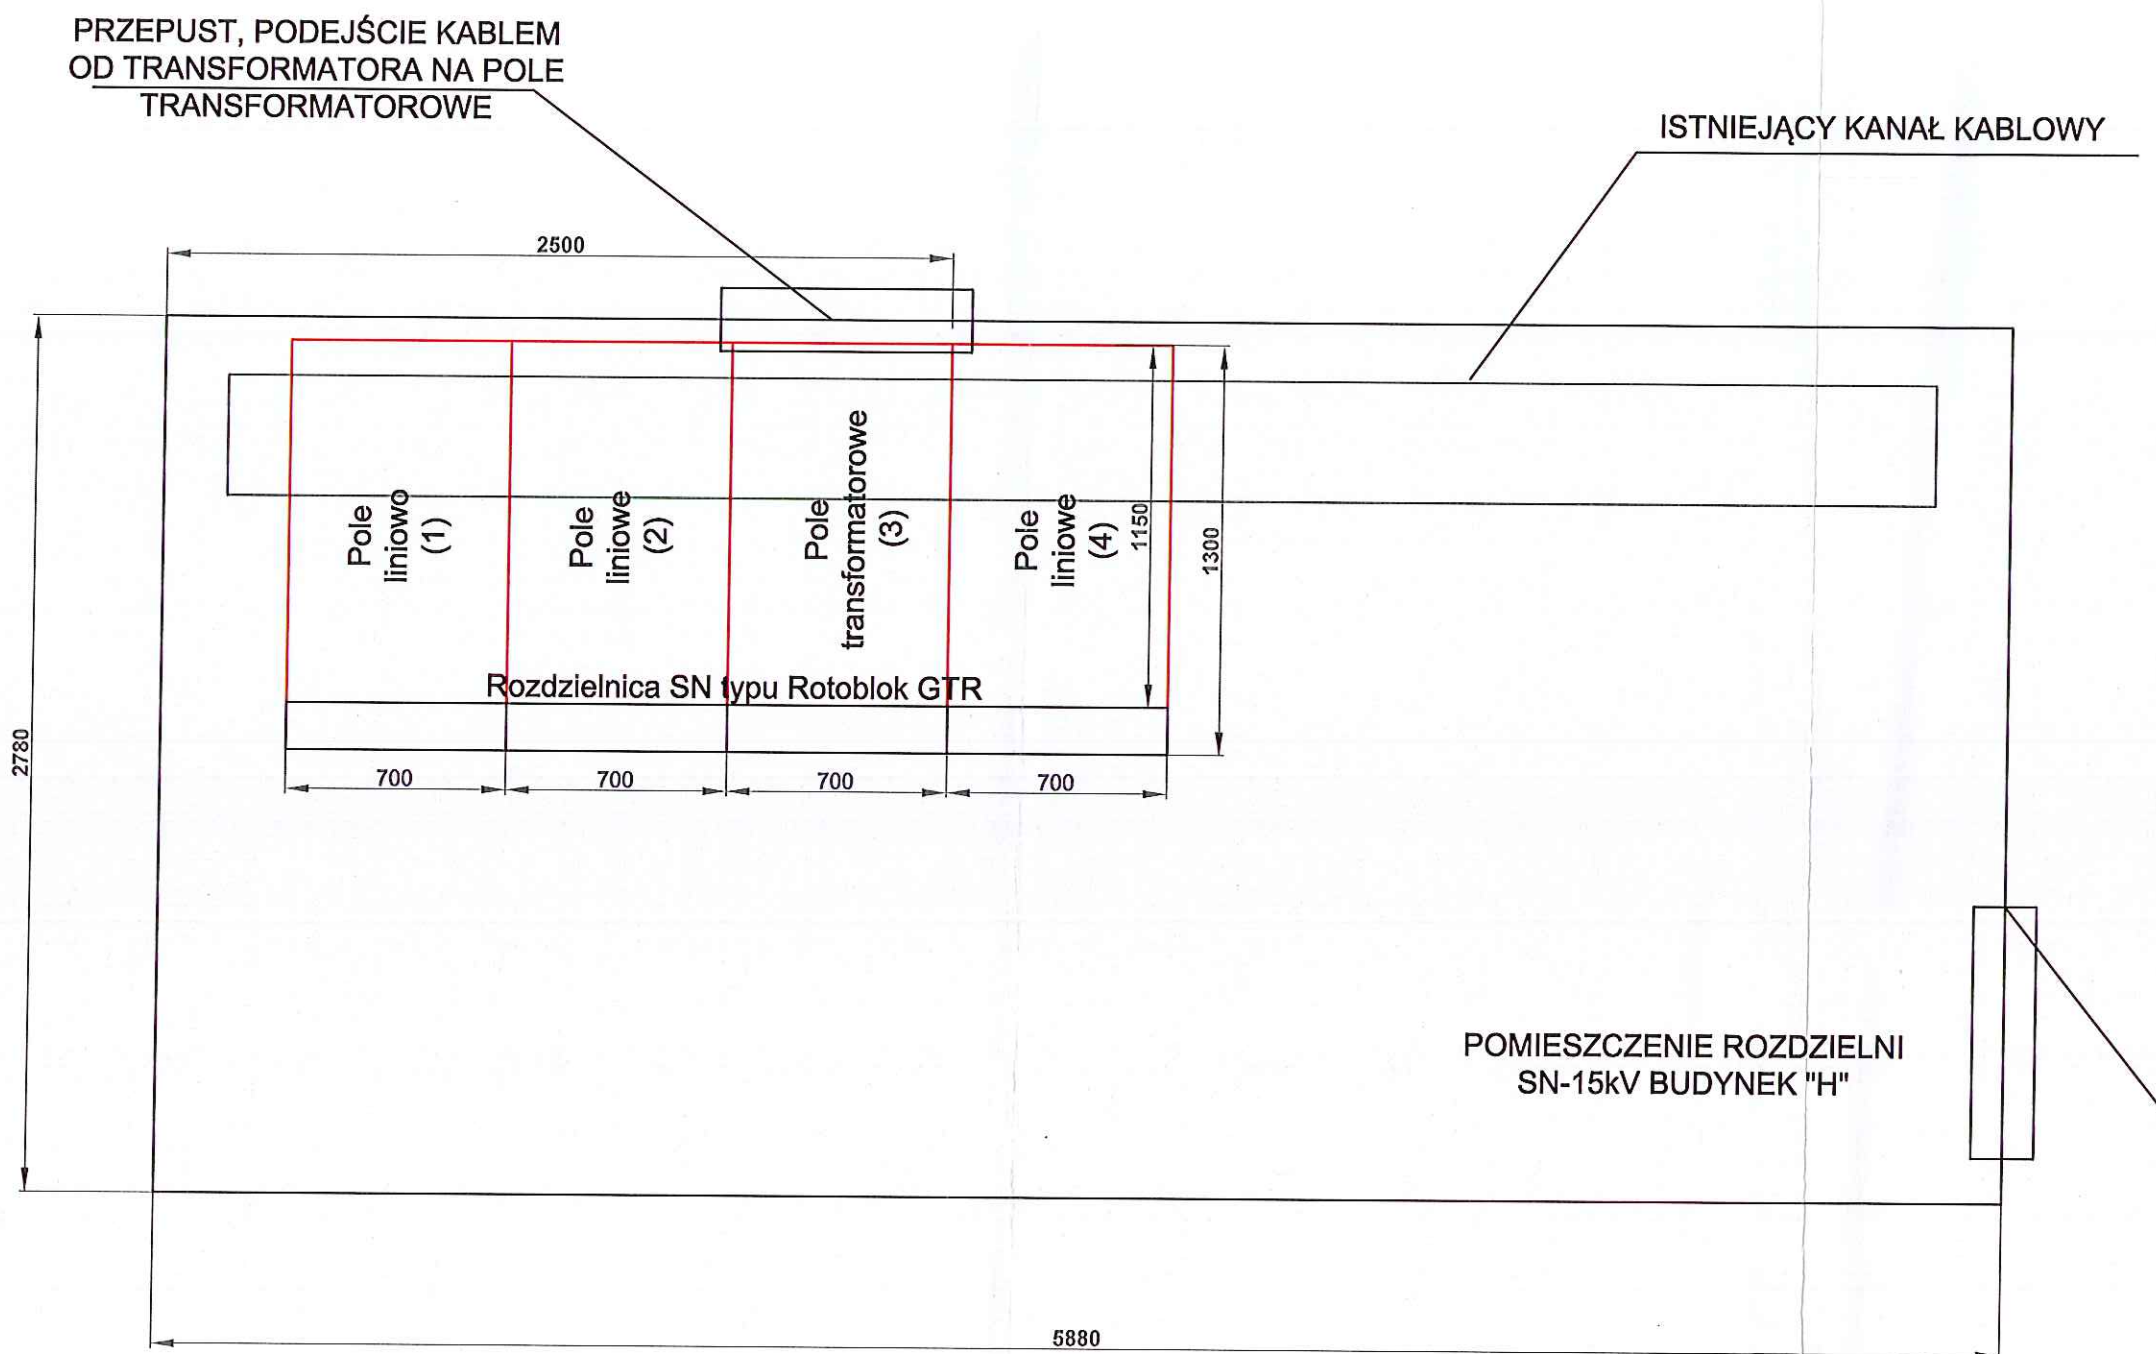 PRZEPUST, PODEJŚCIE KABLEM
OD TRANSFORMATORA NA POLE
TRANSFORMATOROWE
ISTNIEJĄCY KANAŁ KABLOWY
2500
Pole
liniowo
(1)
Pole
liniowe
(2)
Pole
transformatorowe
(3)
Pole
liniowe
(4)
1150
1300
Rozdzielnica SN typu Rotoblok GTR
2780
700
700
700
700
POMIESZCZENIE ROZDZIELNI
SN-15kV BUDYNEK "H"
5880